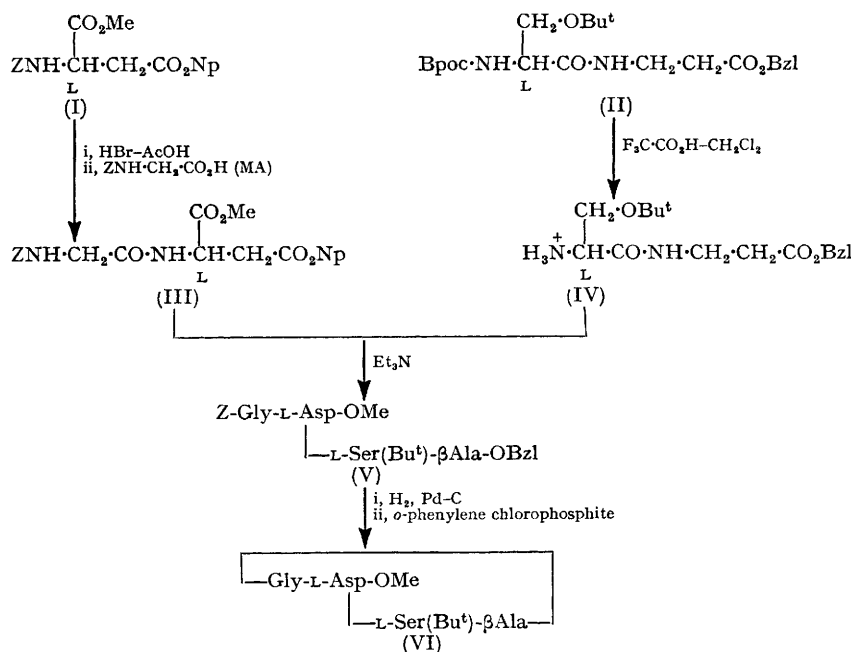 CO₂Me
ZNH·CH·CH₂·CO₂Np
L
(I)
CH₂·OBuᵗ
Bpoc·NH·CH·CO·NH·CH₂·CH₂·CO₂Bzl
L
(II)
i, HBr–AcOH
ii, ZNH·CH₂·CO₂H (MA)
F₃C·CO₂H–CH₂Cl₂
CO₂Me
ZNH·CH₂·CO·NH·CH·CH₂·CO₂Np
L
(III)
CH₂·OBuᵗ
H₃N⁺·CH·CO·NH·CH₂·CH₂·CO₂Bzl
L
(IV)
Et₃N
Z-Gly-L-Asp-OMe
L-Ser(Buᵗ)-βAla-OBzl
(V)
i, H₂, Pd–C
ii, o-phenylene chlorophosphite
Gly-L-Asp-OMe
L-Ser(Buᵗ)-βAla
(VI)